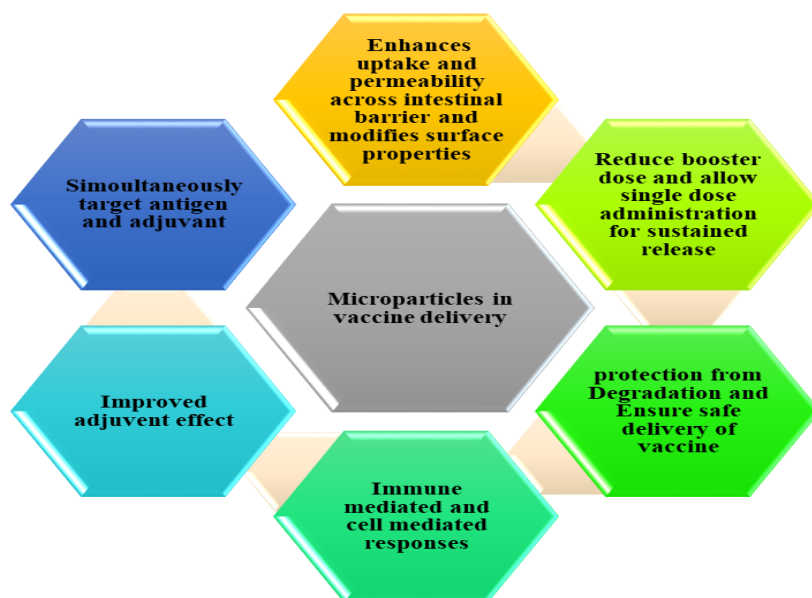 Enhances
uptake and
permeability
across intestinal
barrier and
modifies surface
properties
Reduce booster
dose and allow
single dose
administration
for sustained
release
protection from
Degradation and
Ensure safe
delivery of
vaccine
Immune
mediated and
cell mediated
responses
Improved
adjuvent effect
Simoultaneously
target antigen
and adjuvant
Microparticles in
vaccine delivery